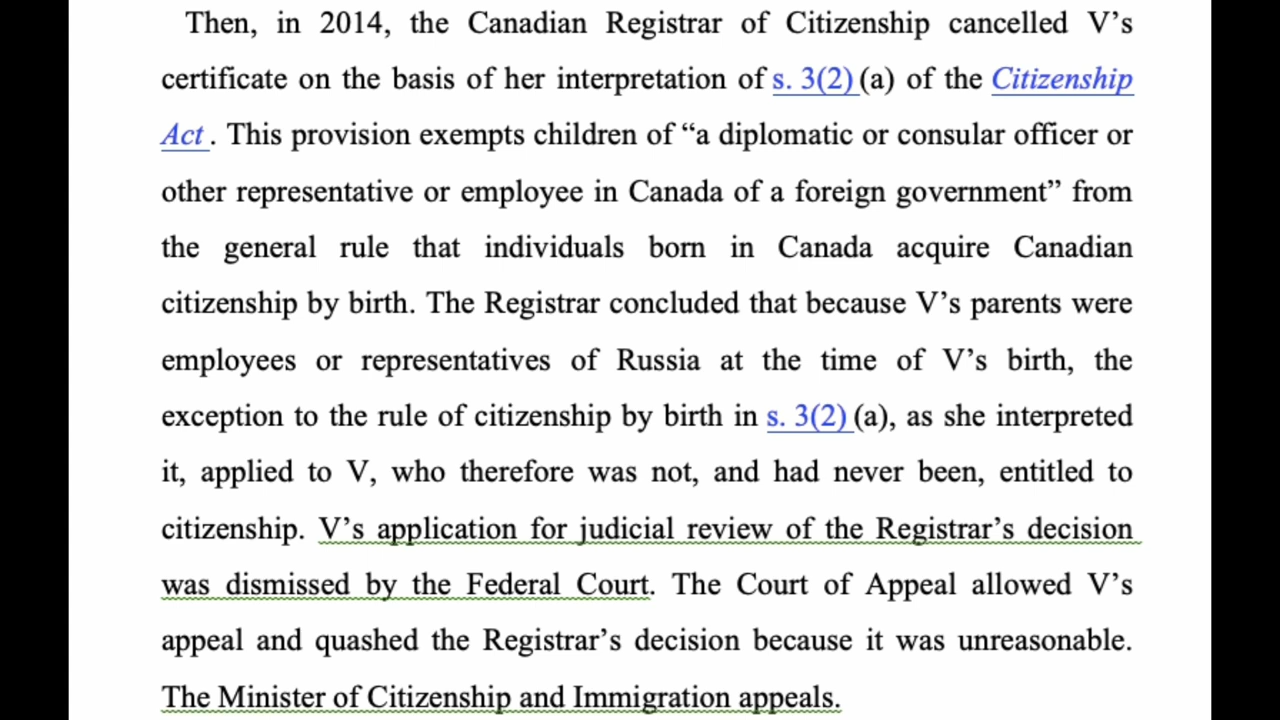 Then, in 2014, the Canadian Registrar of Citizenship cancelled V’s
certificate on the basis of her interpretation of s. 3(2) (a) of the Citizenship
Act . This provision exempts children of “a diplomatic or consular officer or
other representative or employee in Canada of a foreign government” from
the general rule that individuals born in Canada acquire Canadian
citizenship by birth. The Registrar concluded that because V’s parents were
employees or representatives of Russia at the time of V’s birth, the
exception to the rule of citizenship by birth in s. 3(2) (a), as she interpreted
it, applied to V, who therefore was not, and had never been, entitled to
citizenship. V’s application for judicial review of the Registrar’s decision
was dismissed by the Federal Court. The Court of Appeal allowed V’s
appeal and quashed the Registrar’s decision because it was unreasonable.
The Minister of Citizenship and Immigration appeals.